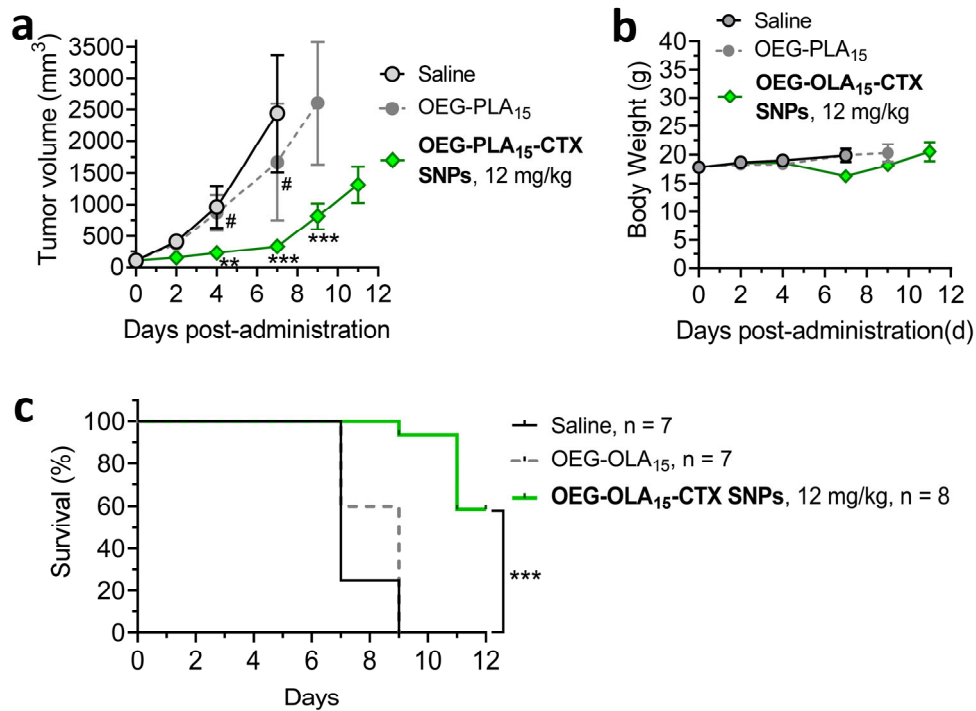 a
Tumor volume (mm³)
3500
3000
2500
2000
1500
1000
500
0
0 2 4 6 8 10 12
Days post-administration
#
#
**
***
***
Saline
OEG-PLA₁₅
OEG-PLA₁₅-CTX
SNPs, 12 mg/kg
b
Body Weight (g)
40
35
30
25
20
15
10
5
0
0 2 4 6 8 10 12
Days post-administration(d)
Saline
OEG-PLA₁₅
OEG-OLA₁₅-CTX
SNPs, 12 mg/kg
c
Survival (%)
100
80
60
40
20
0
0 2 4 6 8 10 12
Days
***
Saline, n = 7
OEG-OLA₁₅, n = 7
OEG-OLA₁₅-CTX SNPs, 12 mg/kg, n = 8